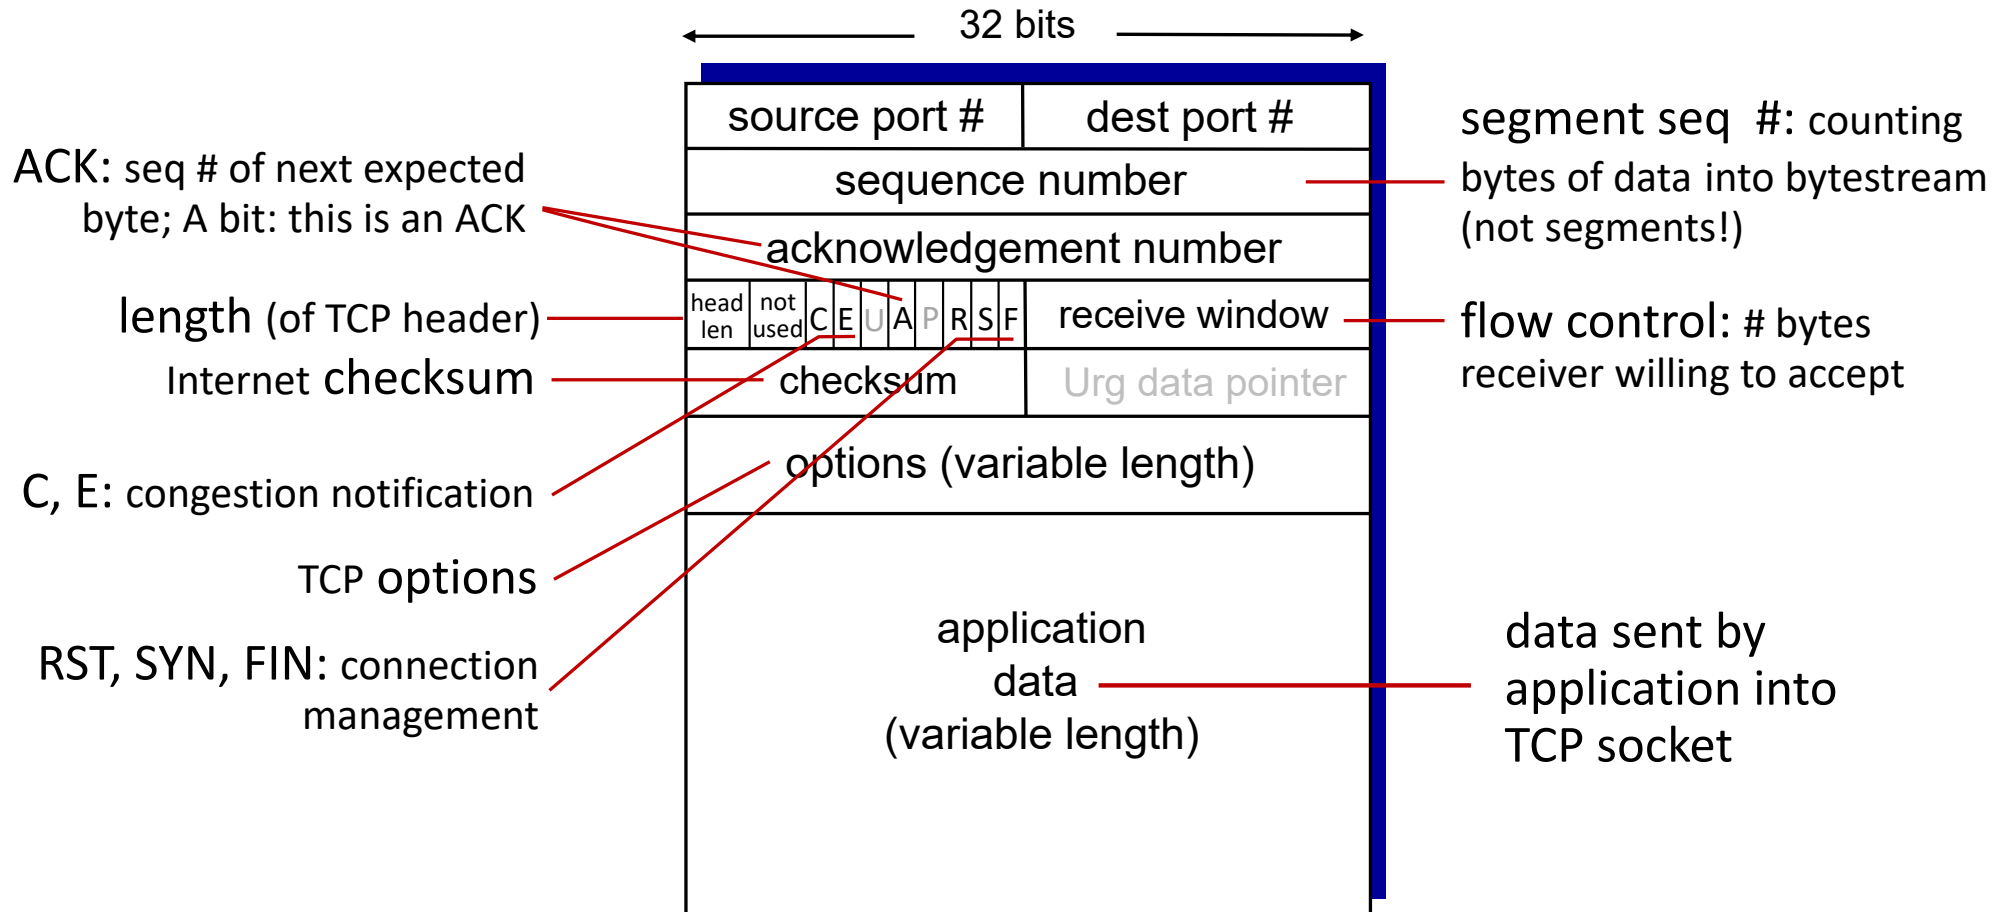 32 bits
source port #
dest port #
sequence number
acknowledgement number
head
len
not
used
C
E
U
A
P
R
S
F
receive window
checksum
Urg data pointer
options (variable length)
application
data
(variable length)
ACK: seq # of next expected
byte; A bit: this is an ACK
length (of TCP header)
Internet checksum
C, E: congestion notification
TCP options
RST, SYN, FIN: connection
management
segment seq #: counting
bytes of data into bytestream
(not segments!)
flow control: # bytes
receiver willing to accept
data sent by
application into
TCP socket